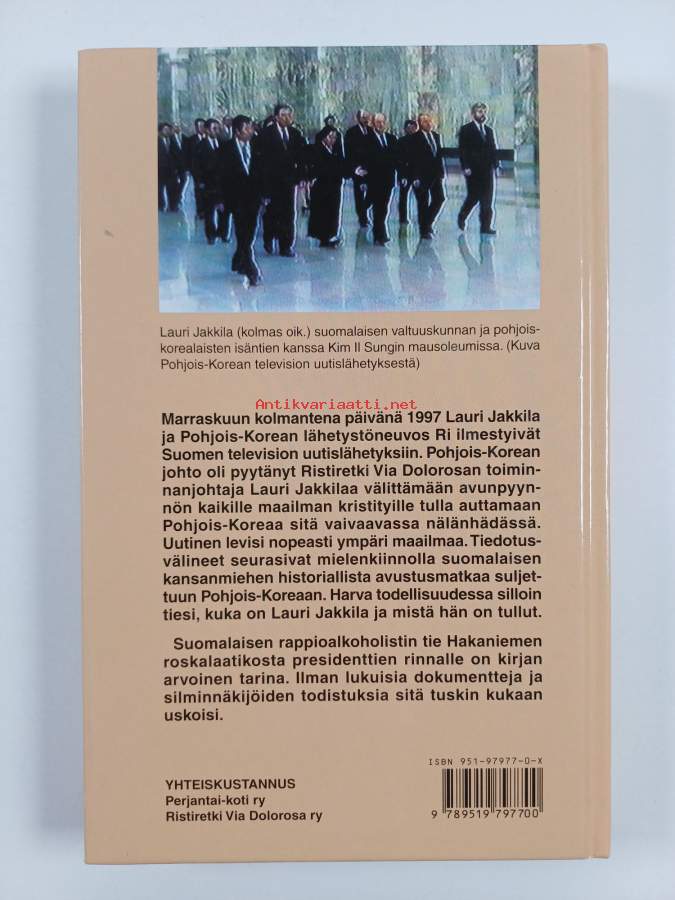 Lauri Jakkila (kolmas oik.) suomalaisen valtuuskunnan ja pohjois-
korealaisten isäntien kanssa Kim Il Sungin mausoleumissa. (Kuva
Pohjois-Korean television uutislähetyksestä)
Antikvariaatti.net
Marraskuun kolmantena päivänä 1997 Lauri Jakkila
ja Pohjois-Korean lähetystöneuvos Ri ilmestyivät
Suomen television uutislähetyksiin. Pohjois-Korean
johto oli pyytänyt Ristiretki Via Dolorosan toimin-
nanjohtaja Lauri Jakkilaa välittämään avunpyyn-
nön kaikille maailman kristityille tulla auttamaan
Pohjois-Koreaa sitä vaivaavassa nälänhädässä.
Uutinen levisi nopeasti ympäri maailmaa. Tiedotus-
välineet seurasivat mielenkiinnolla suomalaisen
kansanmiehen historiallista avustusmatkaa suljet-
tuun Pohjois-Koreaan. Harva todellisuudessa silloin
tiesi, kuka on Lauri Jakkila ja mistä hän on tullut.
Suomalaisen rappioalkoholistin tie Hakaniemen
roskalaatikosta presidenttien rinnalle on kirjan
arvoinen tarina. Ilman lukuisia dokumentteja ja
silminnäkijöiden todistuksia sitä tuskin kukaan
uskoisi.
YHTEISKUSTANNUS
Perjantai-koti ry
Ristiretki Via Dolorosa ry
ISBN 951-97977-0-X
9 789519 797700